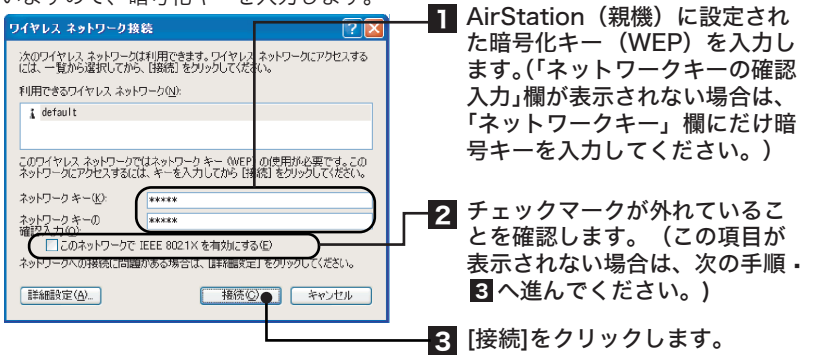 いますので、暗号化キーを入力します。
ワイヤレス ネットワーク接続
次のワイヤレス ネットワークは利用できます。ワイヤレス ネットワークにアクセスする
には、一覧から選択してから、[接続] をクリックしてください。
利用できるワイヤレス ネットワーク(N):
default
このワイヤレス ネットワークではネットワーク キー (WEP) の使用が必要です。この
ネットワークにアクセスするには、キーを入力してから [接続] をクリックしてください。
ネットワーク キー(K):
*****
ネットワーク キーの
確認入力(O):
*****
このネットワークで IEEE 8021X を有効にする(E)
ネットワークへの接続に問題がある場合は、[詳細設定] をクリックしてください。
詳細設定(A)...
接続(C)
キャンセル
1 AirStation（親機）に設定され
た暗号化キー（WEP）を入力し
ます。(「ネットワークキーの確認
入力」欄が表示されない場合は、
「ネットワークキー」欄にだけ暗
号キーを入力してください。）
2 チェックマークが外れているこ
とを確認します。（この項目が
表示されない場合は、次の手順・
3 へ進んでください。)
3 [接続]をクリックします。